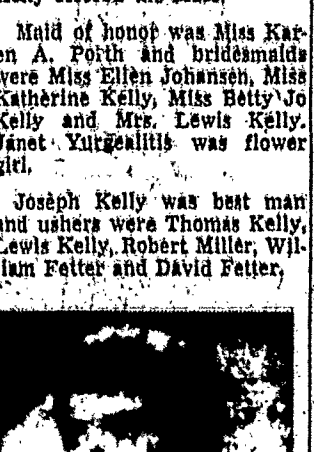 Maid of honor was Miss Kar-
en A. Porth and bridesmaids
were Miss Ellen Johansen, Miss
Katherine Kelly, Miss Betty Jo
Kelly and Mrs. Lewis Kelly.
Janet Yurgealitis was flower
girl.
Joseph Kelly was best man
and ushers were Thomas Kelly,
Lewis Kelly, Robert Miller, Wil-
liam Fetter and David Fetter.